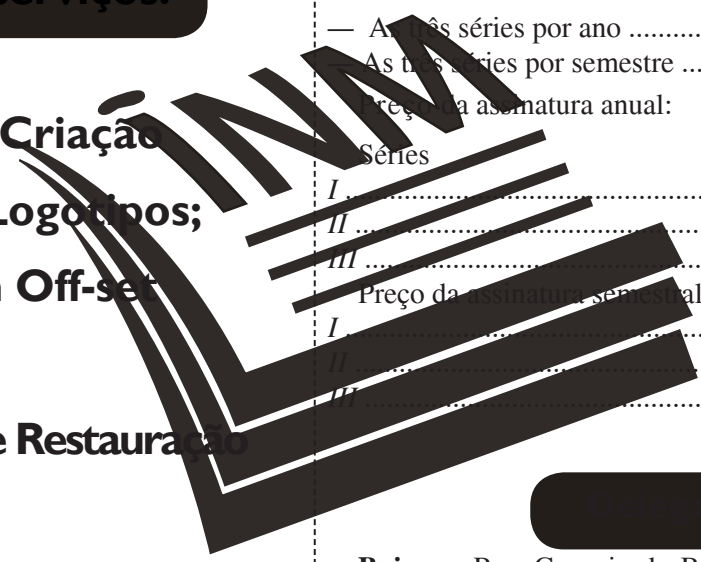 serviços:
Criação
Logotipos;
Off-set
e Restauração
INM
— As três séries por ano ..........
— As três séries por semestre ...
Preço da assinatura anual:
Séries
I ....................................................
II ...................................................
III ..................................................
Preço da assinatura semestral
I ....................................................
II ...................................................
III ..................................................